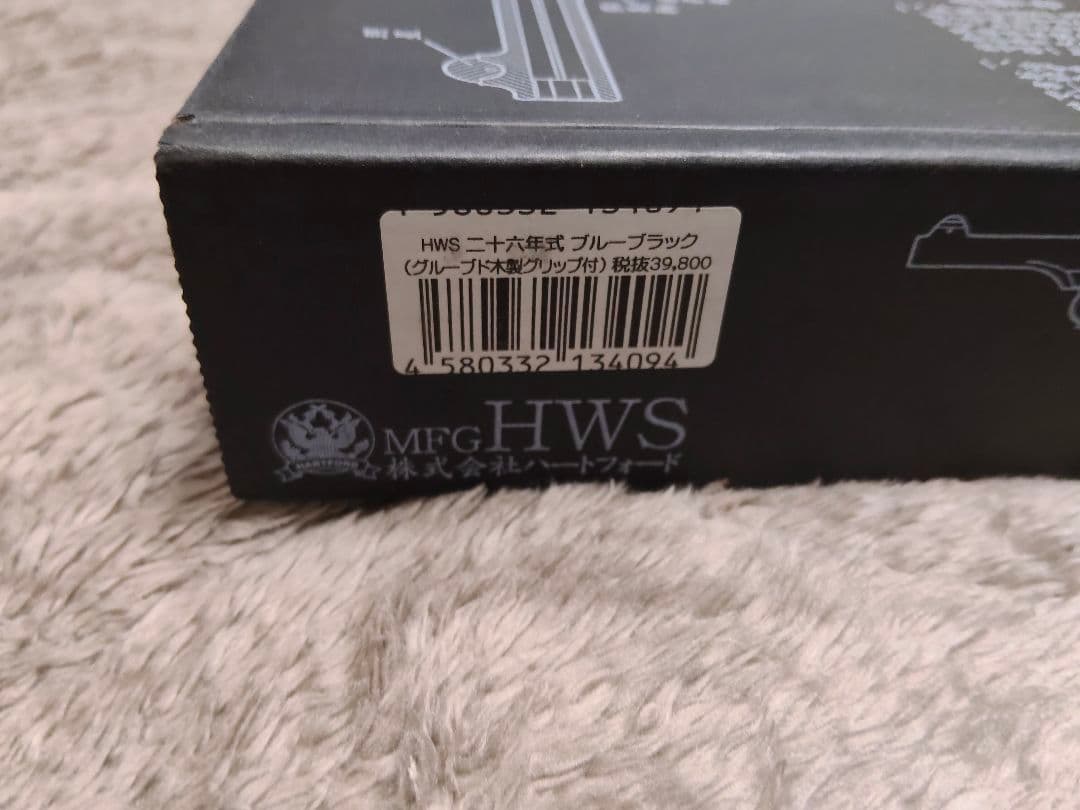 HWS 二十六年式 ブルーブラック
(グルーブド木製グリップ付) 税抜39,800
4 580332 134094
HARTFORD
MFG HWS
株式会社ハートフォード